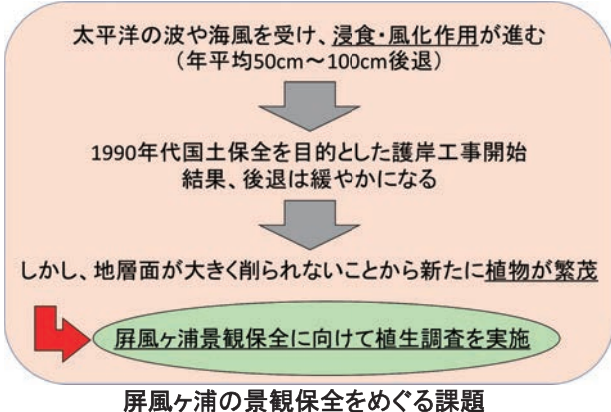 太平洋の波や海風を受け、浸食・風化作用が進む
（年平均50cm～100cm後退）
1990年代国土保全を目的とした護岸工事開始
結果、後退は緩やかになる
しかし、地層面が大きく削られないことから新たに植物が繁茂
屛風ヶ浦景観保全に向けて植生調査を実施
屛風ヶ浦の景観保全をめぐる課題